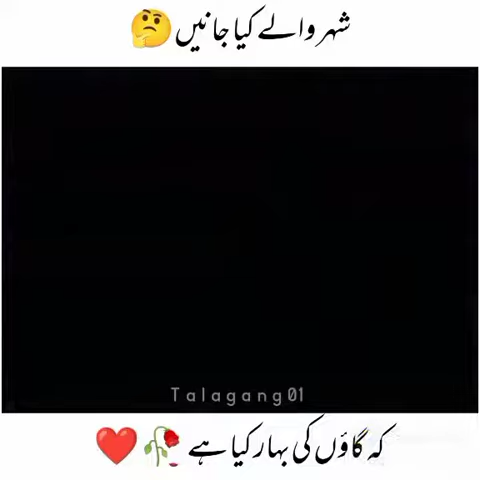 شہر والے کیا جانیں 🤔
Talagang01
کہ گاؤں کی بہار کیا ہے 🥀 ❤️